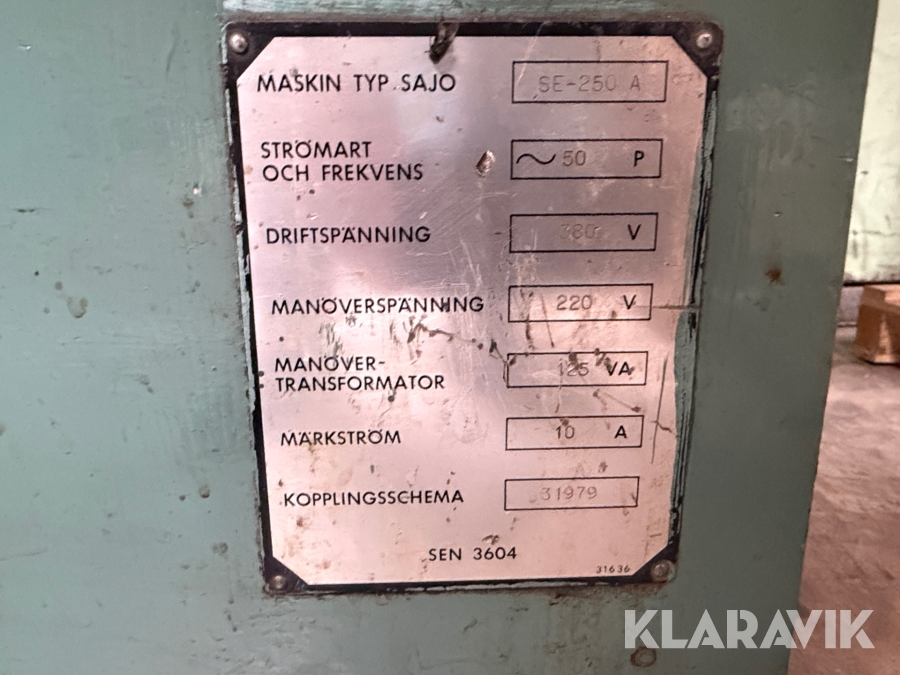 MASKIN TYP SAJO SE-250 A
STRÖMART
OCH FREKVENS ~ 50 P
DRIFTSPÄNNING 380 V
MANÖVERSPÄNNING 220 V
MANÖVER-
TRANSFORMATOR 125 VA
MÄRKSTRÖM 10 A
KOPPLINGSSCHEMA 31979
SEN 3604
31636
KLARAVIK